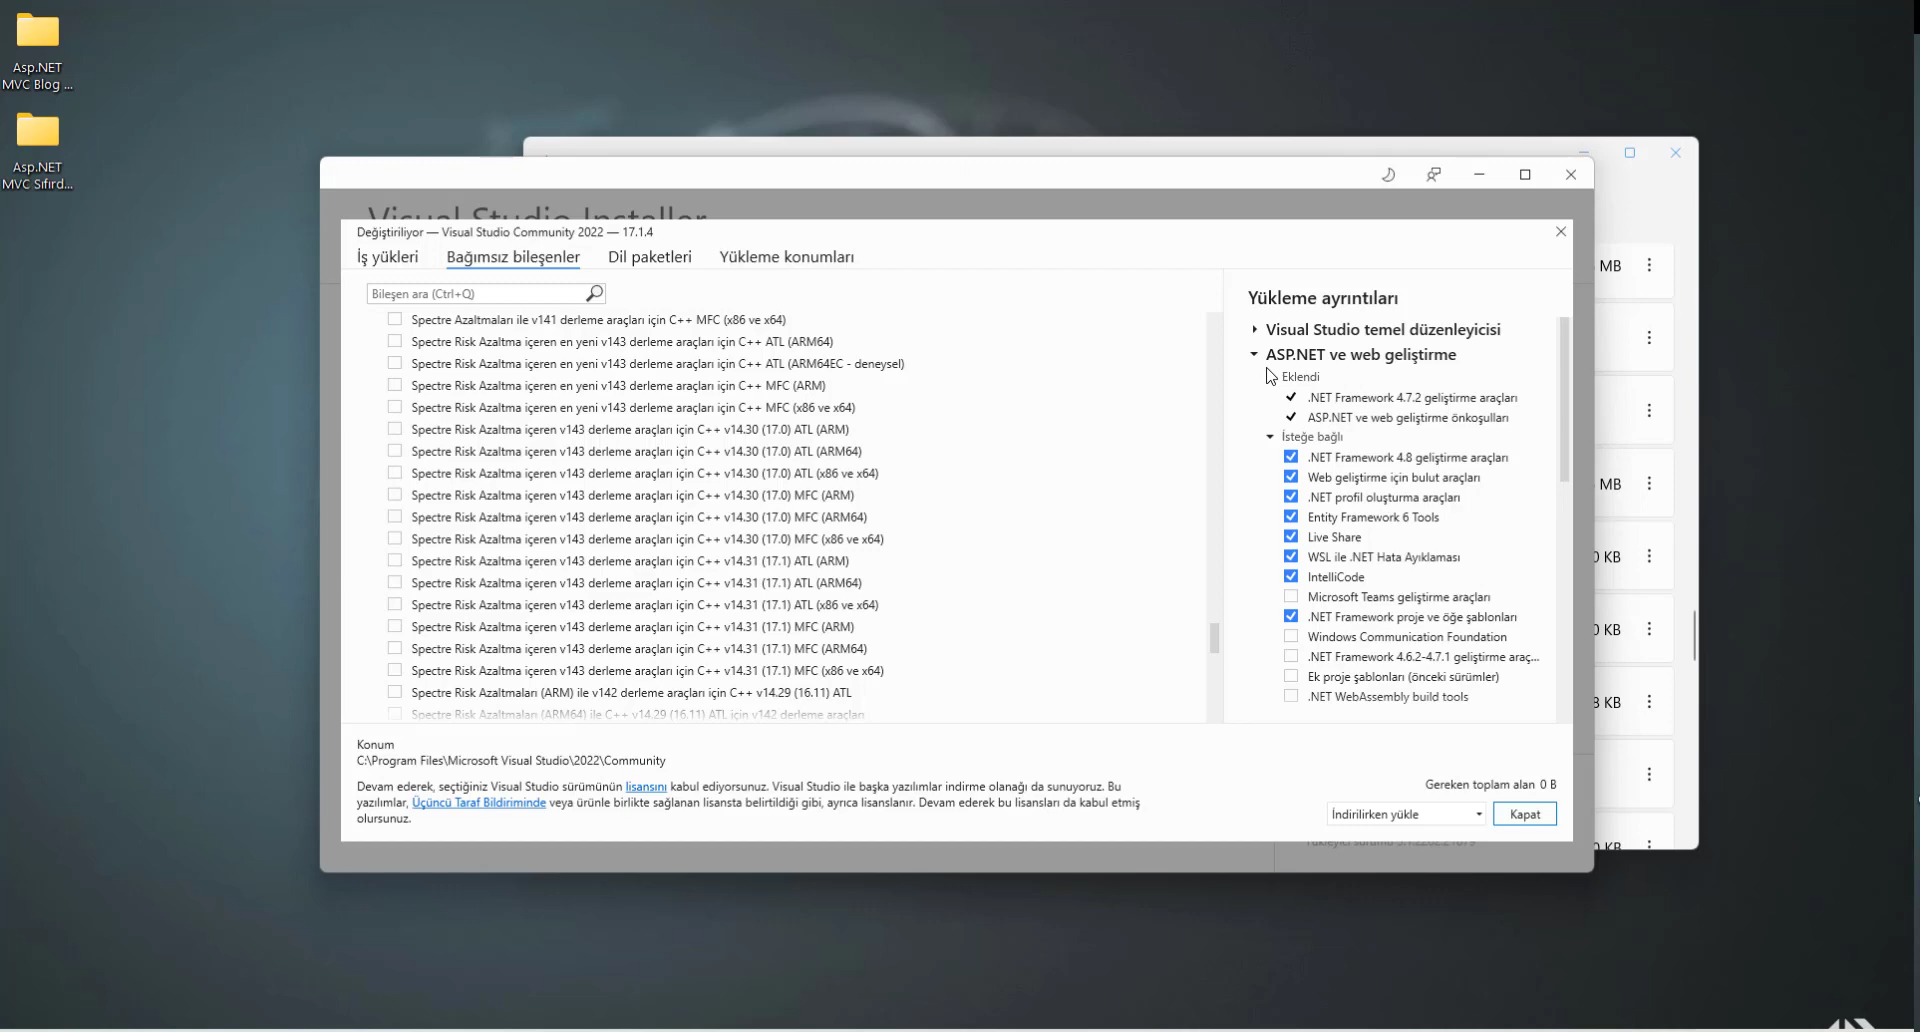 Asp.NET
MVC Blog ...
Asp.NET
MVC Sıfırd...
Visual Studio Installer
Değiştiriliyor — Visual Studio Community 2022 — 17.1.4
İş yükleri
Bağımsız bileşenler
Dil paketleri
Yükleme konumları
Bileşen ara (Ctrl+Q)
Spectre Azaltmaları ile v141 derleme araçları için C++ MFC (x86 ve x64)
Spectre Risk Azaltma içeren en yeni v143 derleme araçları için C++ ATL (ARM64)
Spectre Risk Azaltma içeren en yeni v143 derleme araçları için C++ ATL (ARM64EC - deneysel)
Spectre Risk Azaltma içeren en yeni v143 derleme araçları için C++ MFC (ARM)
Spectre Risk Azaltma içeren en yeni v143 derleme araçları için C++ MFC (x86 ve x64)
Spectre Risk Azaltma içeren v143 derleme araçları için C++ v14.30 (17.0) ATL (ARM)
Spectre Risk Azaltma içeren v143 derleme araçları için C++ v14.30 (17.0) ATL (ARM64)
Spectre Risk Azaltma içeren v143 derleme araçları için C++ v14.30 (17.0) ATL (x86 ve x64)
Spectre Risk Azaltma içeren v143 derleme araçları için C++ v14.30 (17.0) MFC (ARM)
Spectre Risk Azaltma içeren v143 derleme araçları için C++ v14.30 (17.0) MFC (ARM64)
Spectre Risk Azaltma içeren v143 derleme araçları için C++ v14.30 (17.0) MFC (x86 ve x64)
Spectre Risk Azaltma içeren v143 derleme araçları için C++ v14.31 (17.1) ATL (ARM)
Spectre Risk Azaltma içeren v143 derleme araçları için C++ v14.31 (17.1) ATL (ARM64)
Spectre Risk Azaltma içeren v143 derleme araçları için C++ v14.31 (17.1) ATL (x86 ve x64)
Spectre Risk Azaltma içeren v143 derleme araçları için C++ v14.31 (17.1) MFC (ARM)
Spectre Risk Azaltma içeren v143 derleme araçları için C++ v14.31 (17.1) MFC (ARM64)
Spectre Risk Azaltma içeren v143 derleme araçları için C++ v14.31 (17.1) MFC (x86 ve x64)
Spectre Risk Azaltmaları (ARM) ile v142 derleme araçları için C++ v14.29 (16.11) ATL
Spectre Risk Azaltmaları (ARM64) ile C++ v14.29 (16.11) ATL için v142 derleme araçları
Yükleme ayrıntıları
Visual Studio temel düzenleyicisi
ASP.NET ve web geliştirme
Eklendi
.NET Framework 4.7.2 geliştirme araçları
ASP.NET ve web geliştirme önkoşulları
İsteğe bağlı
.NET Framework 4.8 geliştirme araçları
Web geliştirme için bulut araçları
.NET profil oluşturma araçları
Entity Framework 6 Tools
Live Share
WSL ile .NET Hata Ayıklaması
IntelliCode
Microsoft Teams geliştirme araçları
.NET Framework proje ve öğe şablonları
Windows Communication Foundation
.NET Framework 4.6.2-4.7.1 geliştirme araç...
Ek proje şablonları (önceki sürümler)
.NET WebAssembly build tools
Konum
C:\Program Files\Microsoft Visual Studio\2022\Community
Devam ederek, seçtiğiniz Visual Studio sürümünün lisansını kabul ediyorsunuz. Visual Studio ile başka yazılımlar indirme olanağı da sunuyoruz. Bu
yazılımlar, Üçüncü Taraf Bildiriminde veya ürünle birlikte sağlanan lisansta belirtildiği gibi, ayrıca lisanslanır. Devam ederek bu lisansları da kabul etmiş
olursunuz.
Gereken toplam alan 0 B
İndirilirken yükle
Kapat
MB
MB
0 KB
0 KB
8 KB
0 KB